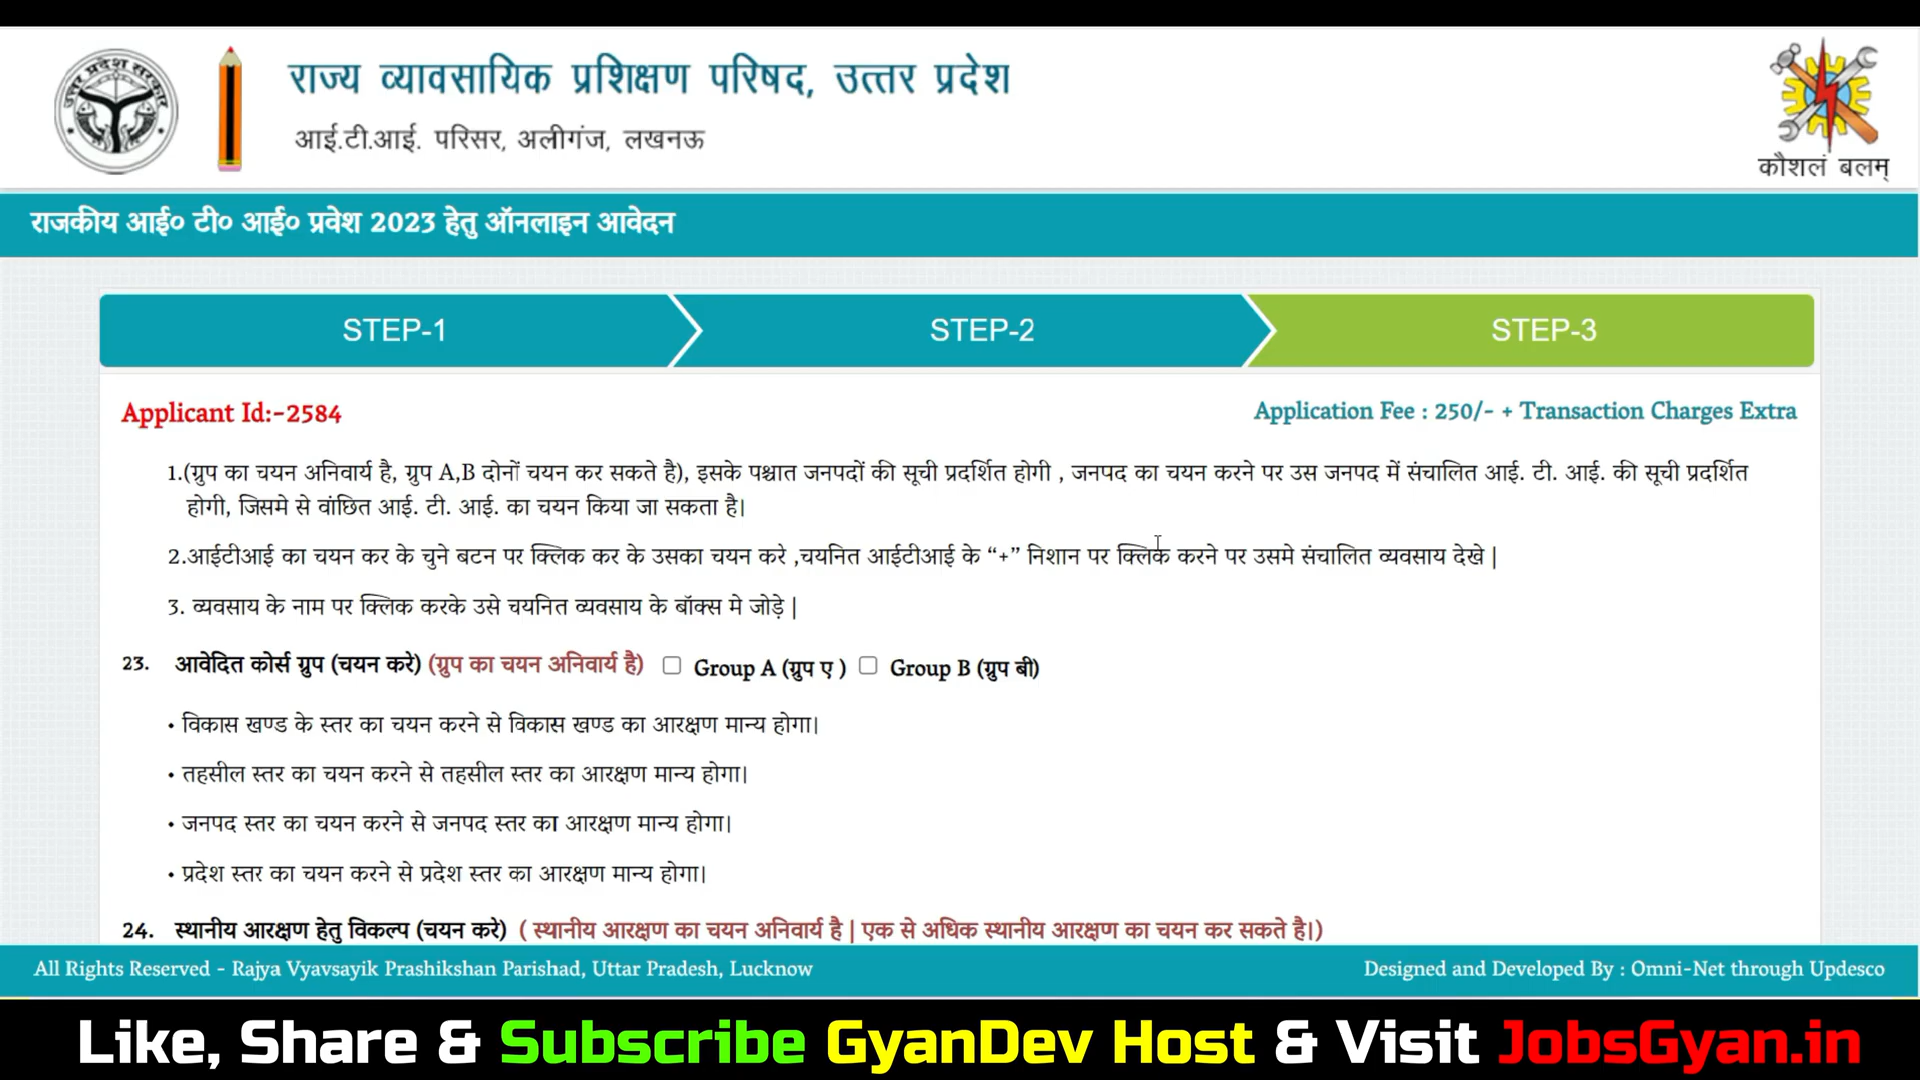 उत्तर प्रदेश सरकार
राज्य व्यावसायिक प्रशिक्षण परिषद, उत्तर प्रदेश
आई.टी.आई. परिसर, अलीगंज, लखनऊ
कौशलं बलम्
राजकीय आई० टी० आई० प्रवेश 2023 हेतु ऑनलाइन आवेदन
STEP-1
STEP-2
STEP-3
Applicant Id:-2584
Application Fee : 250/- + Transaction Charges Extra
1.(ग्रुप का चयन अनिवार्य है, ग्रुप A,B दोनों चयन कर सकते है), इसके पश्चात जनपदों की सूची प्रदर्शित होगी , जनपद का चयन करने पर उस जनपद में संचालित आई. टी. आई. की सूची प्रदर्शित
होगी, जिसमे से वांछित आई. टी. आई. का चयन किया जा सकता है।
2.आईटीआई का चयन कर के चुने बटन पर क्लिक कर के उसका चयन करे ,चयनित आईटीआई के “+” निशान पर क्लिक करने पर उसमे संचालित व्यवसाय देखे |
3. व्यवसाय के नाम पर क्लिक करके उसे चयनित व्यवसाय के बॉक्स मे जोड़े |
23. आवेदित कोर्स ग्रुप (चयन करे) (ग्रुप का चयन अनिवार्य है) Group A (ग्रुप ए ) Group B (ग्रुप बी)
• विकास खण्ड के स्तर का चयन करने से विकास खण्ड का आरक्षण मान्य होगा।
• तहसील स्तर का चयन करने से तहसील स्तर का आरक्षण मान्य होगा।
• जनपद स्तर का चयन करने से जनपद स्तर का आरक्षण मान्य होगा।
• प्रदेश स्तर का चयन करने से प्रदेश स्तर का आरक्षण मान्य होगा।
24. स्थानीय आरक्षण हेतु विकल्प (चयन करे) ( स्थानीय आरक्षण का चयन अनिवार्य है | एक से अधिक स्थानीय आरक्षण का चयन कर सकते है।)
All Rights Reserved - Rajya Vyavsayik Prashikshan Parishad, Uttar Pradesh, Lucknow
Designed and Developed By : Omni-Net through Updesco
Like, Share & Subscribe GyanDev Host & Visit JobsGyan.in